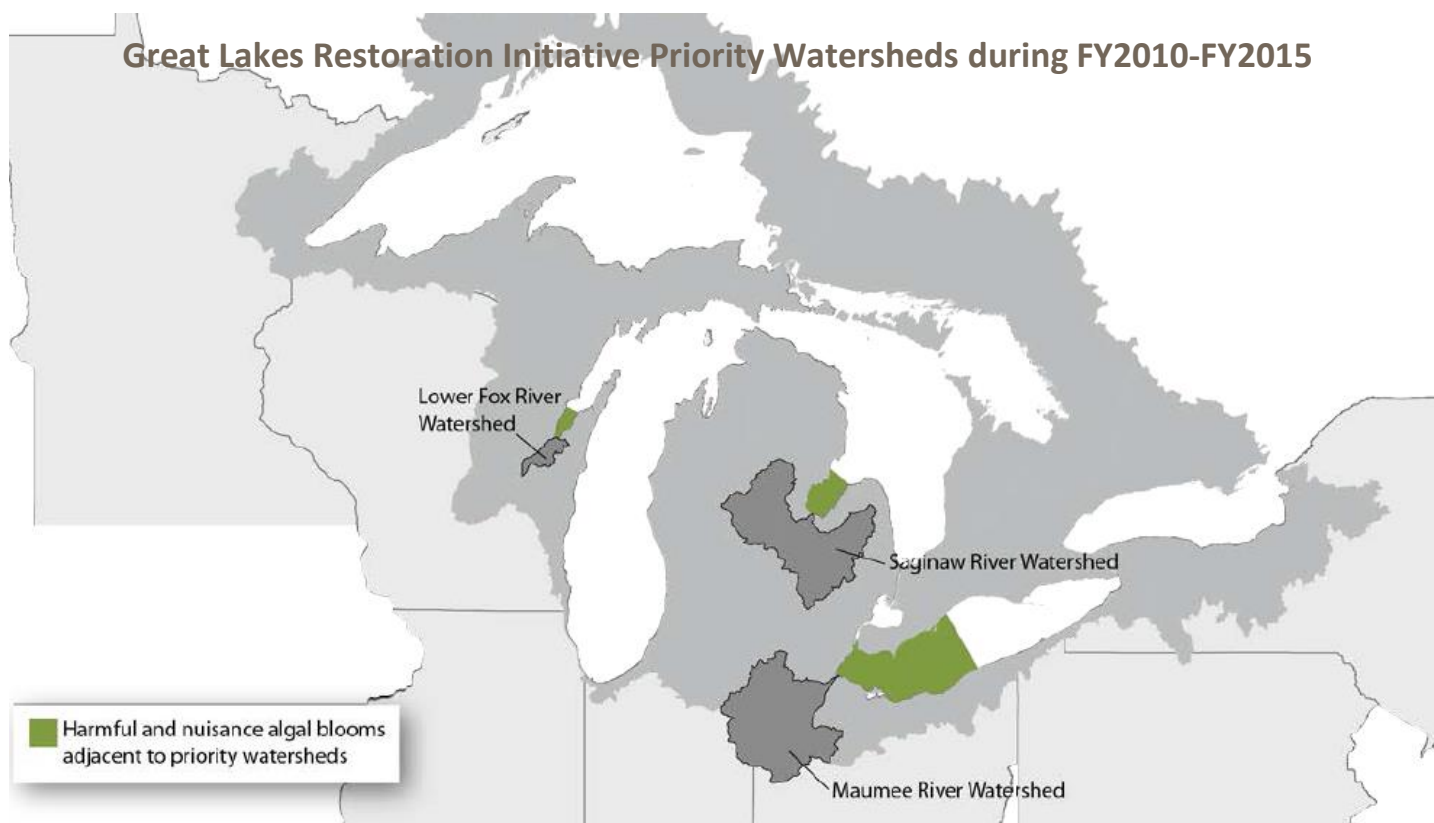 Great Lakes Restoration Initiative Priority Watersheds during FY2010-FY2015
Lower Fox River
Watershed
Saginaw River Watershed
Harmful and nuisance algal blooms
adjacent to priority watersheds
Maumee River Watershed